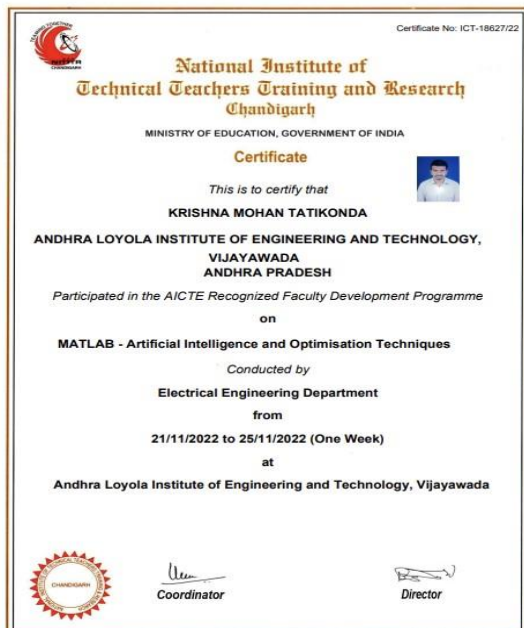 Certificate No: ICT-18627/22
CHANDIGARH
National Institute of
Technical Teachers Training and Research
Chandigarh
MINISTRY OF EDUCATION, GOVERNMENT OF INDIA
Certificate
This is to certify that
KRISHNA MOHAN TATIKONDA
ANDHRA LOYOLA INSTITUTE OF ENGINEERING AND TECHNOLOGY,
VIJAYAWADA
ANDHRA PRADESH
Participated in the AICTE Recognized Faculty Development Programme
on
MATLAB - Artificial Intelligence and Optimisation Techniques
Conducted by
Electrical Engineering Department
from
21/11/2022 to 25/11/2022 (One Week)
at
Andhra Loyola Institute of Engineering and Technology, Vijayawada
CHANDIGARH
Coordinator
Director